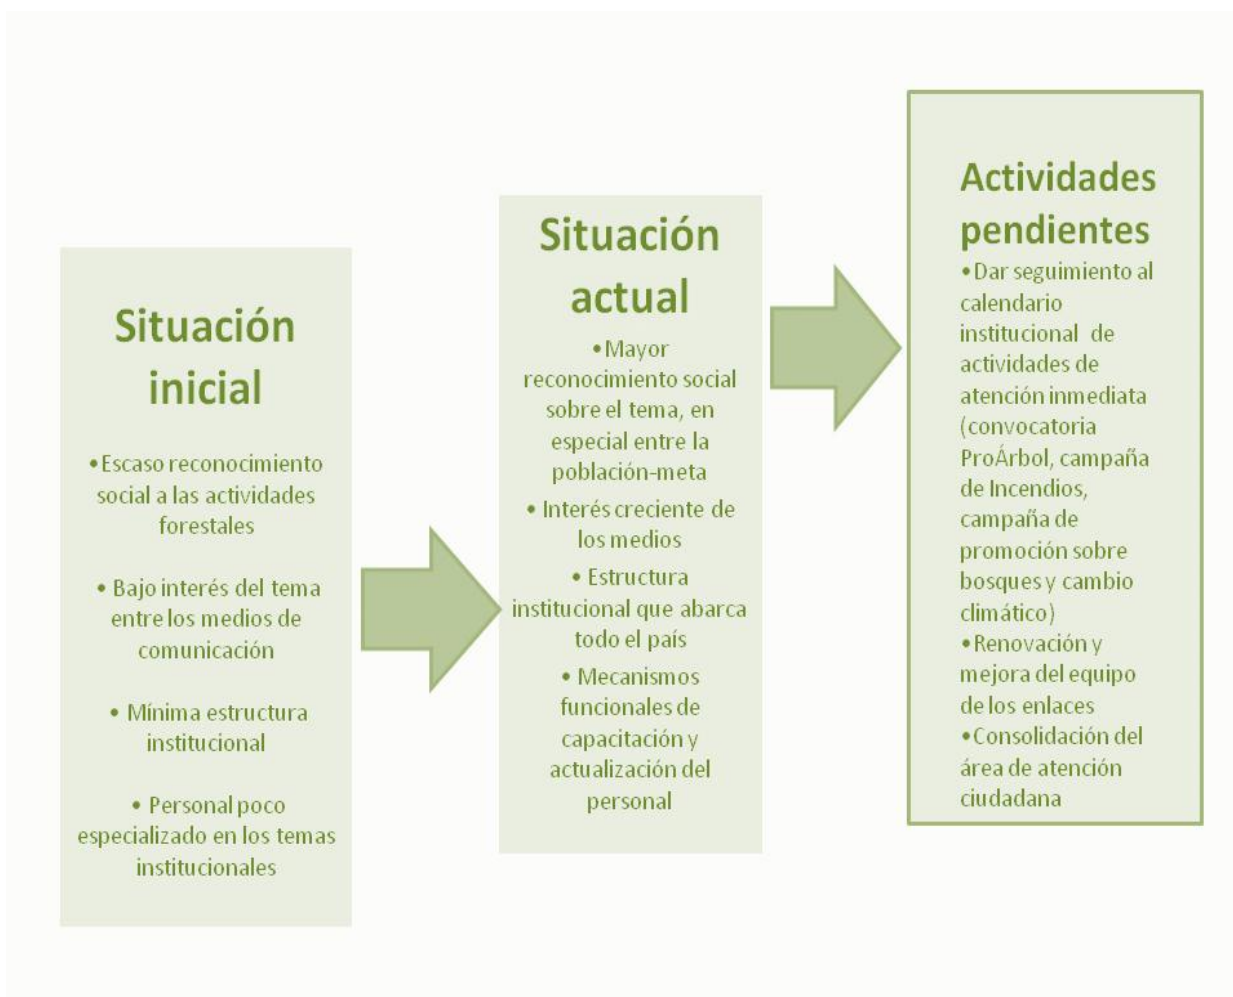 Situación
inicial
•Escaso reconocimiento
social a las actividades
forestales
• Bajo interés del tema
entre los medios de
comunicación
• Mínima estructura
institucional
• Personal poco
especializado en los temas
institucionales
Situación
actual
•Mayor
reconocimiento social
sobre el tema, en
especial entre la
población-meta
• Interés creciente de
los medios
• Estructura
institucional que abarca
todo el país
• Mecanismos
funcionales de
capacitación y
actualización del
personal
Actividades
pendientes
•Dar seguimiento al
calendario
institucional de
actividades de
atención inmediata
(convocatoria
ProÁrbol, campaña
de Incendios,
campaña de
promoción sobre
bosques y cambio
climático)
•Renovación y
mejora del equipo
de los enlaces
•Consolidación del
área de atención
ciudadana